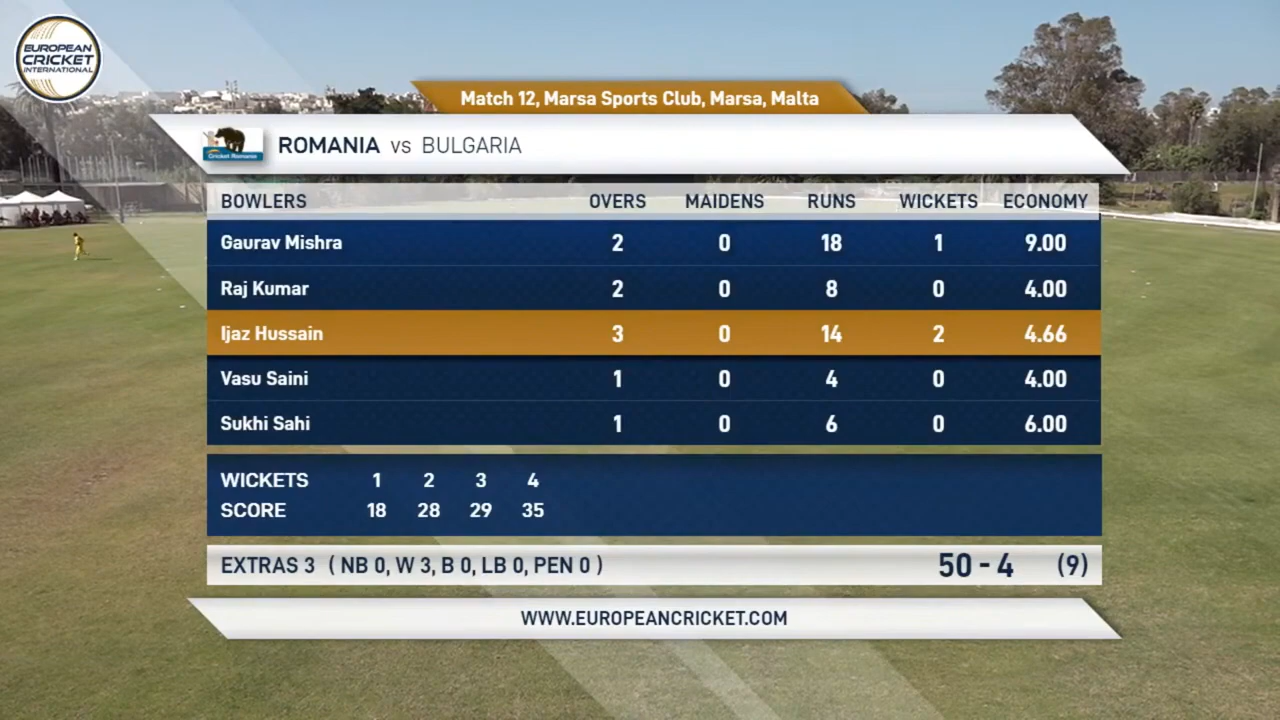 EUROPEAN
CRICKET
INTERNATIONAL
Match 12, Marsa Sports Club, Marsa, Malta
Cricket Romania
ROMANIA vs BULGARIA
BOWLERS OVERS MAIDENS RUNS WICKETS ECONOMY
Gaurav Mishra 2 0 18 1 9.00
Raj Kumar 2 0 8 0 4.00
Ijaz Hussain 3 0 14 2 4.66
Vasu Saini 1 0 4 0 4.00
Sukhi Sahi 1 0 6 0 6.00
WICKETS 1 2 3 4
SCORE 18 28 29 35
EXTRAS 3 ( NB 0, W 3, B 0, LB 0, PEN 0 ) 50 - 4 (9)
WWW.EUROPEANCRICKET.COM